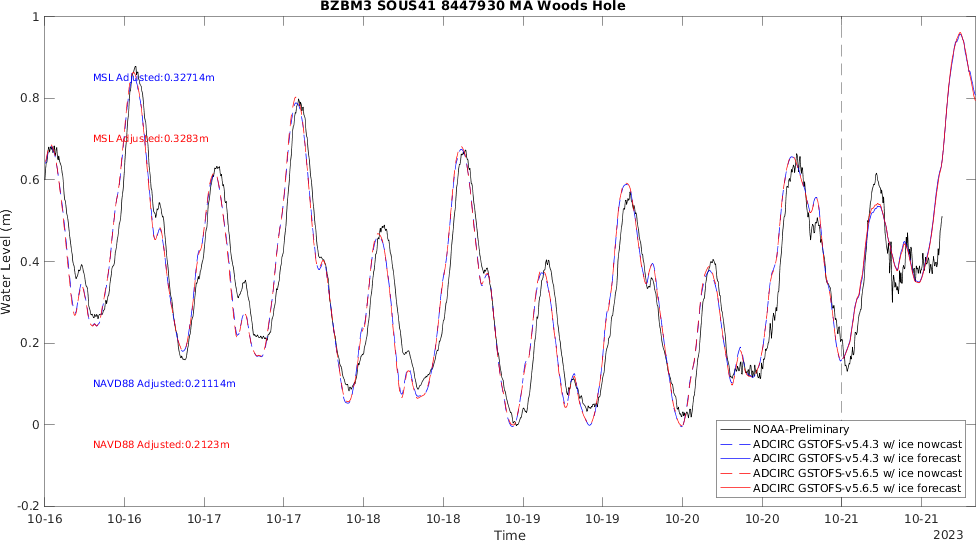 BZBM3 SOUS41 8447930 MA Woods Hole
1
0.8
0.6
0.4
0.2
0
-0.2
Water Level (m)
MSL Adjusted:0.32714m
MSL Adjusted:0.3283m
NAVD88 Adjusted:0.21114m
NAVD88 Adjusted:0.2123m
NOAA-Preliminary
ADCIRC GSTOFS-v5.4.3 w/ ice nowcast
ADCIRC GSTOFS-v5.4.3 w/ ice forecast
ADCIRC GSTOFS-v5.6.5 w/ ice nowcast
ADCIRC GSTOFS-v5.6.5 w/ ice forecast
10-16 10-16 10-17 10-17 10-18 10-18 10-19 10-19 10-20 10-20 10-21 10-21
Time
2023